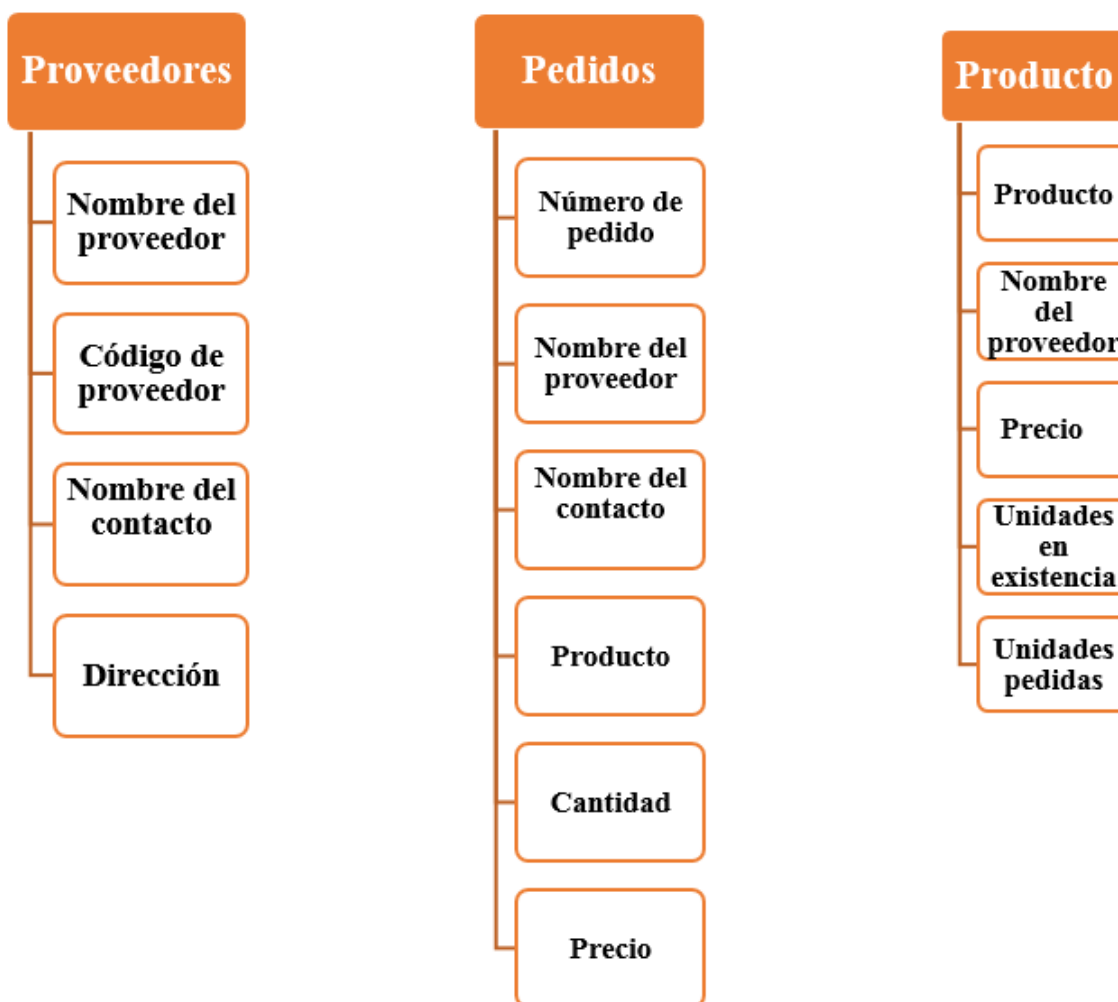 Proveedores
Nombre del
proveedor
Código de
proveedor
Nombre del
contacto
Dirección
Pedidos
Número de
pedido
Nombre del
proveedor
Nombre del
contacto
Producto
Cantidad
Precio
Producto
Producto
Nombre
del
proveedor
Precio
Unidades
en
existencia
Unidades
pedidas